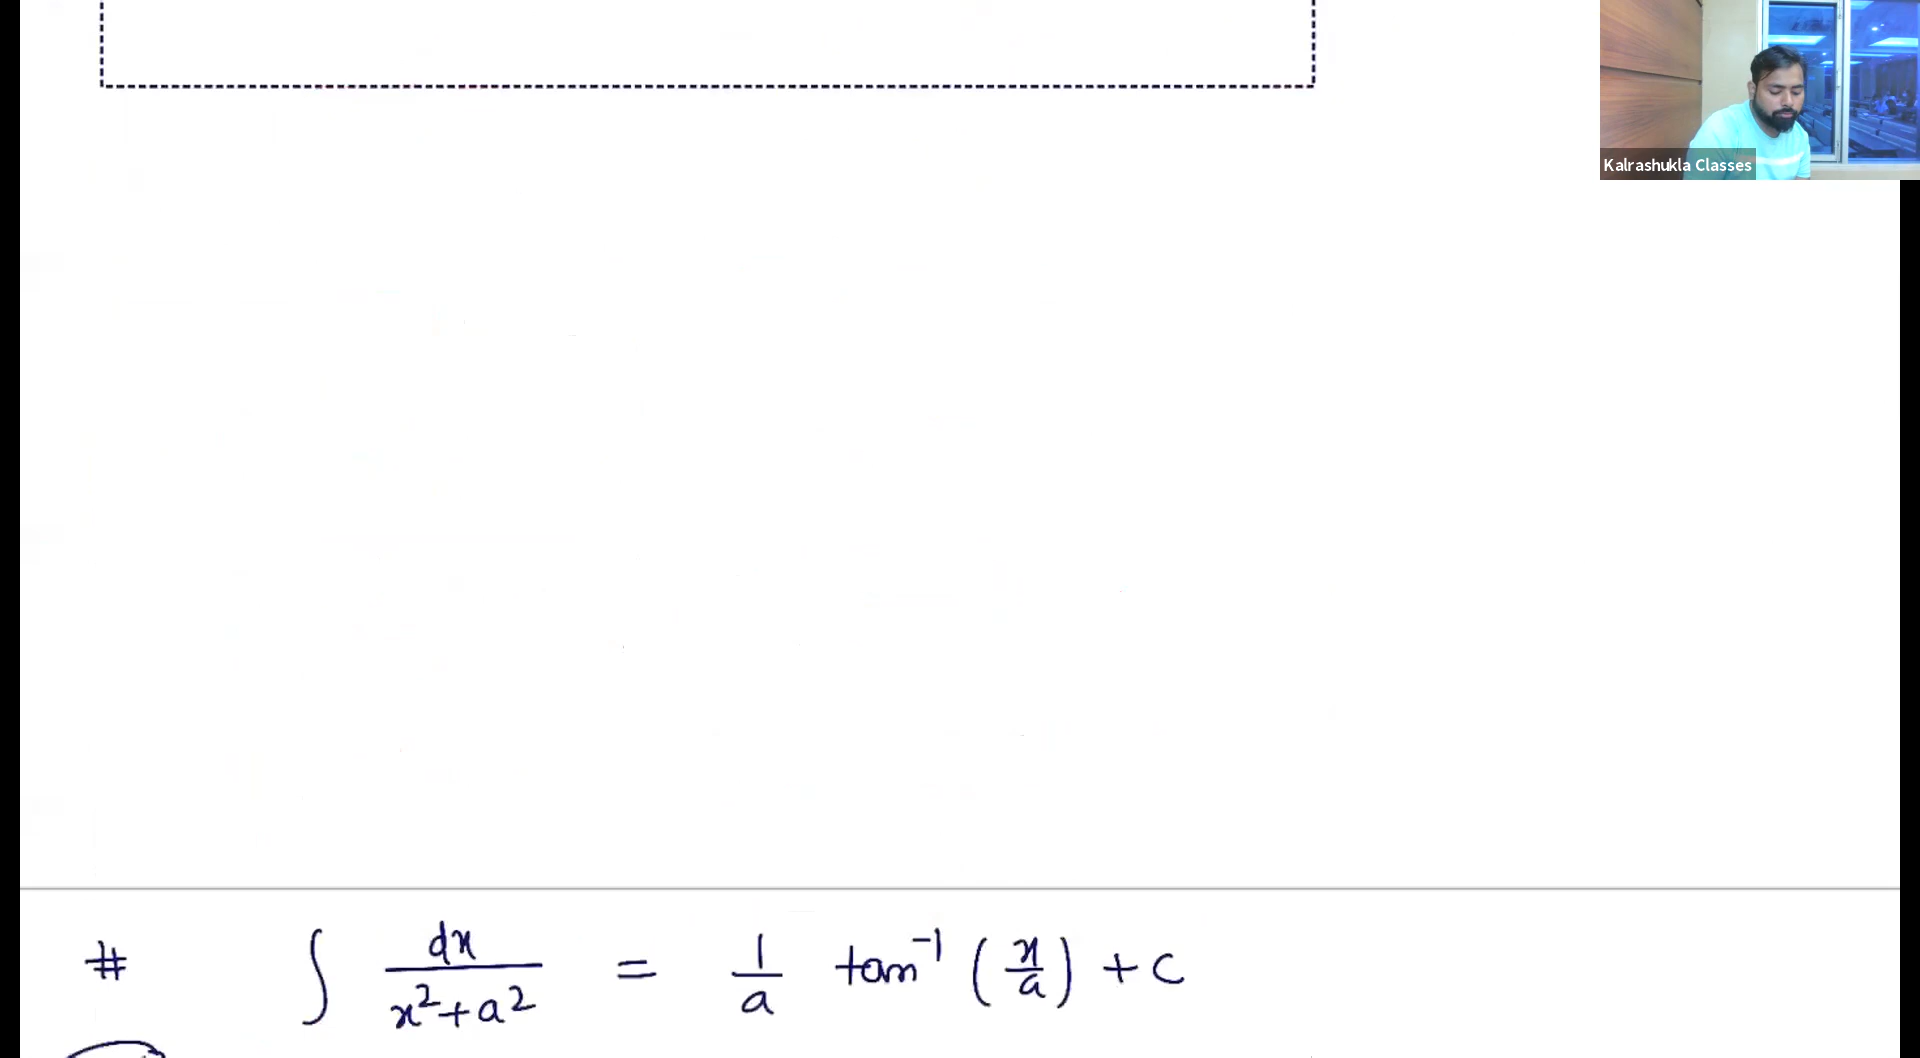 Kalrashukla Classes
# ∫ dx / (x² + a²) = 1/a tan⁻¹ (x/a) + c